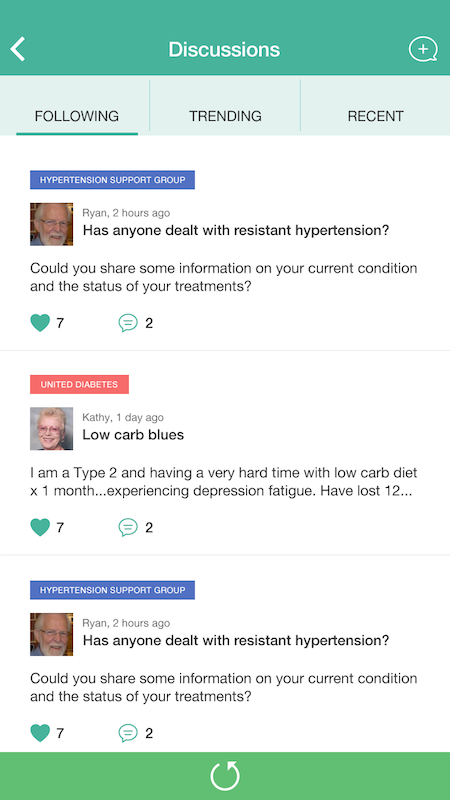 Discussions
FOLLOWING
TRENDING
RECENT
HYPERTENSION SUPPORT GROUP
Ryan, 2 hours ago
Has anyone dealt with resistant hypertension?
Could you share some information on your current condition
and the status of your treatments?
7
2
UNITED DIABETES
Kathy, 1 day ago
Low carb blues
I am a Type 2 and having a very hard time with low carb diet
x 1 month...experiencing depression fatigue. Have lost 12...
7
2
HYPERTENSION SUPPORT GROUP
Ryan, 2 hours ago
Has anyone dealt with resistant hypertension?
Could you share some information on your current condition
and the status of your treatments?
7
2